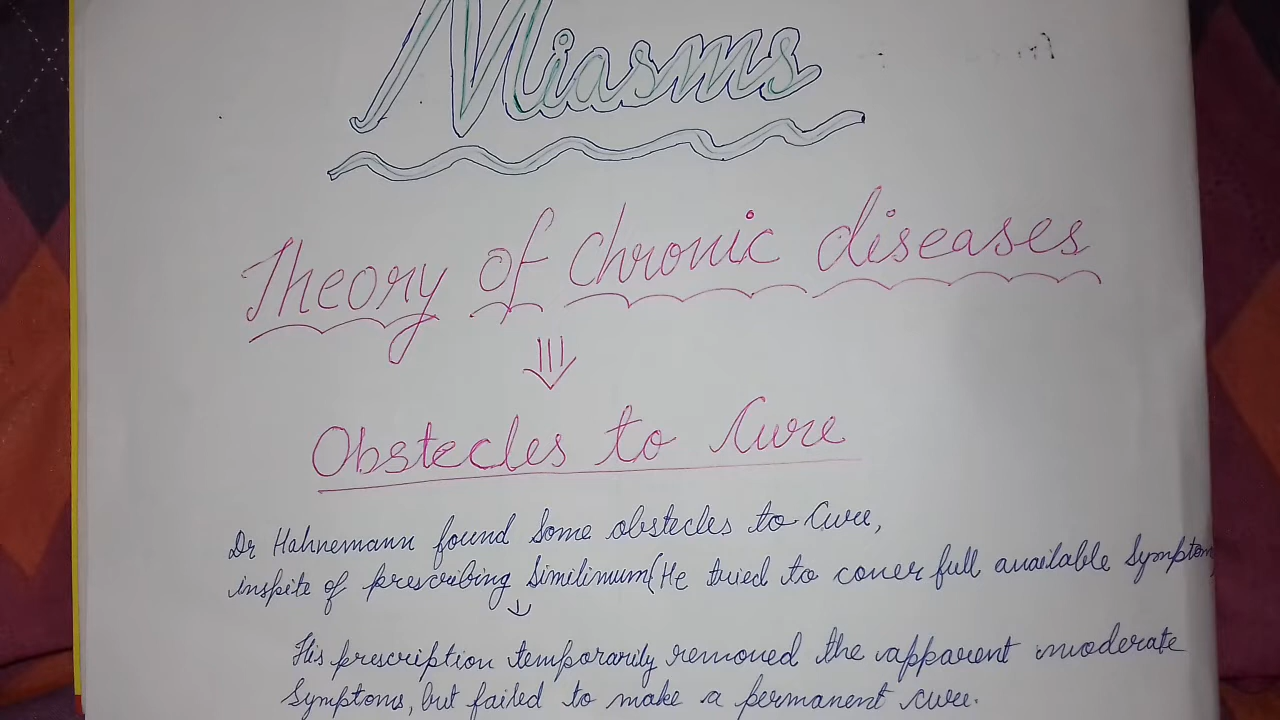 Miasms
Theory of Chronic diseases
Obstecles to Cure
Dr Hahnemann found Some obstecles to Cure,
inspite of prescribing Similimum(He tried to cover full available Symptom)
His prescription temporarily removed the apparent moderate
Symptoms, but failed to make a permanent cure.